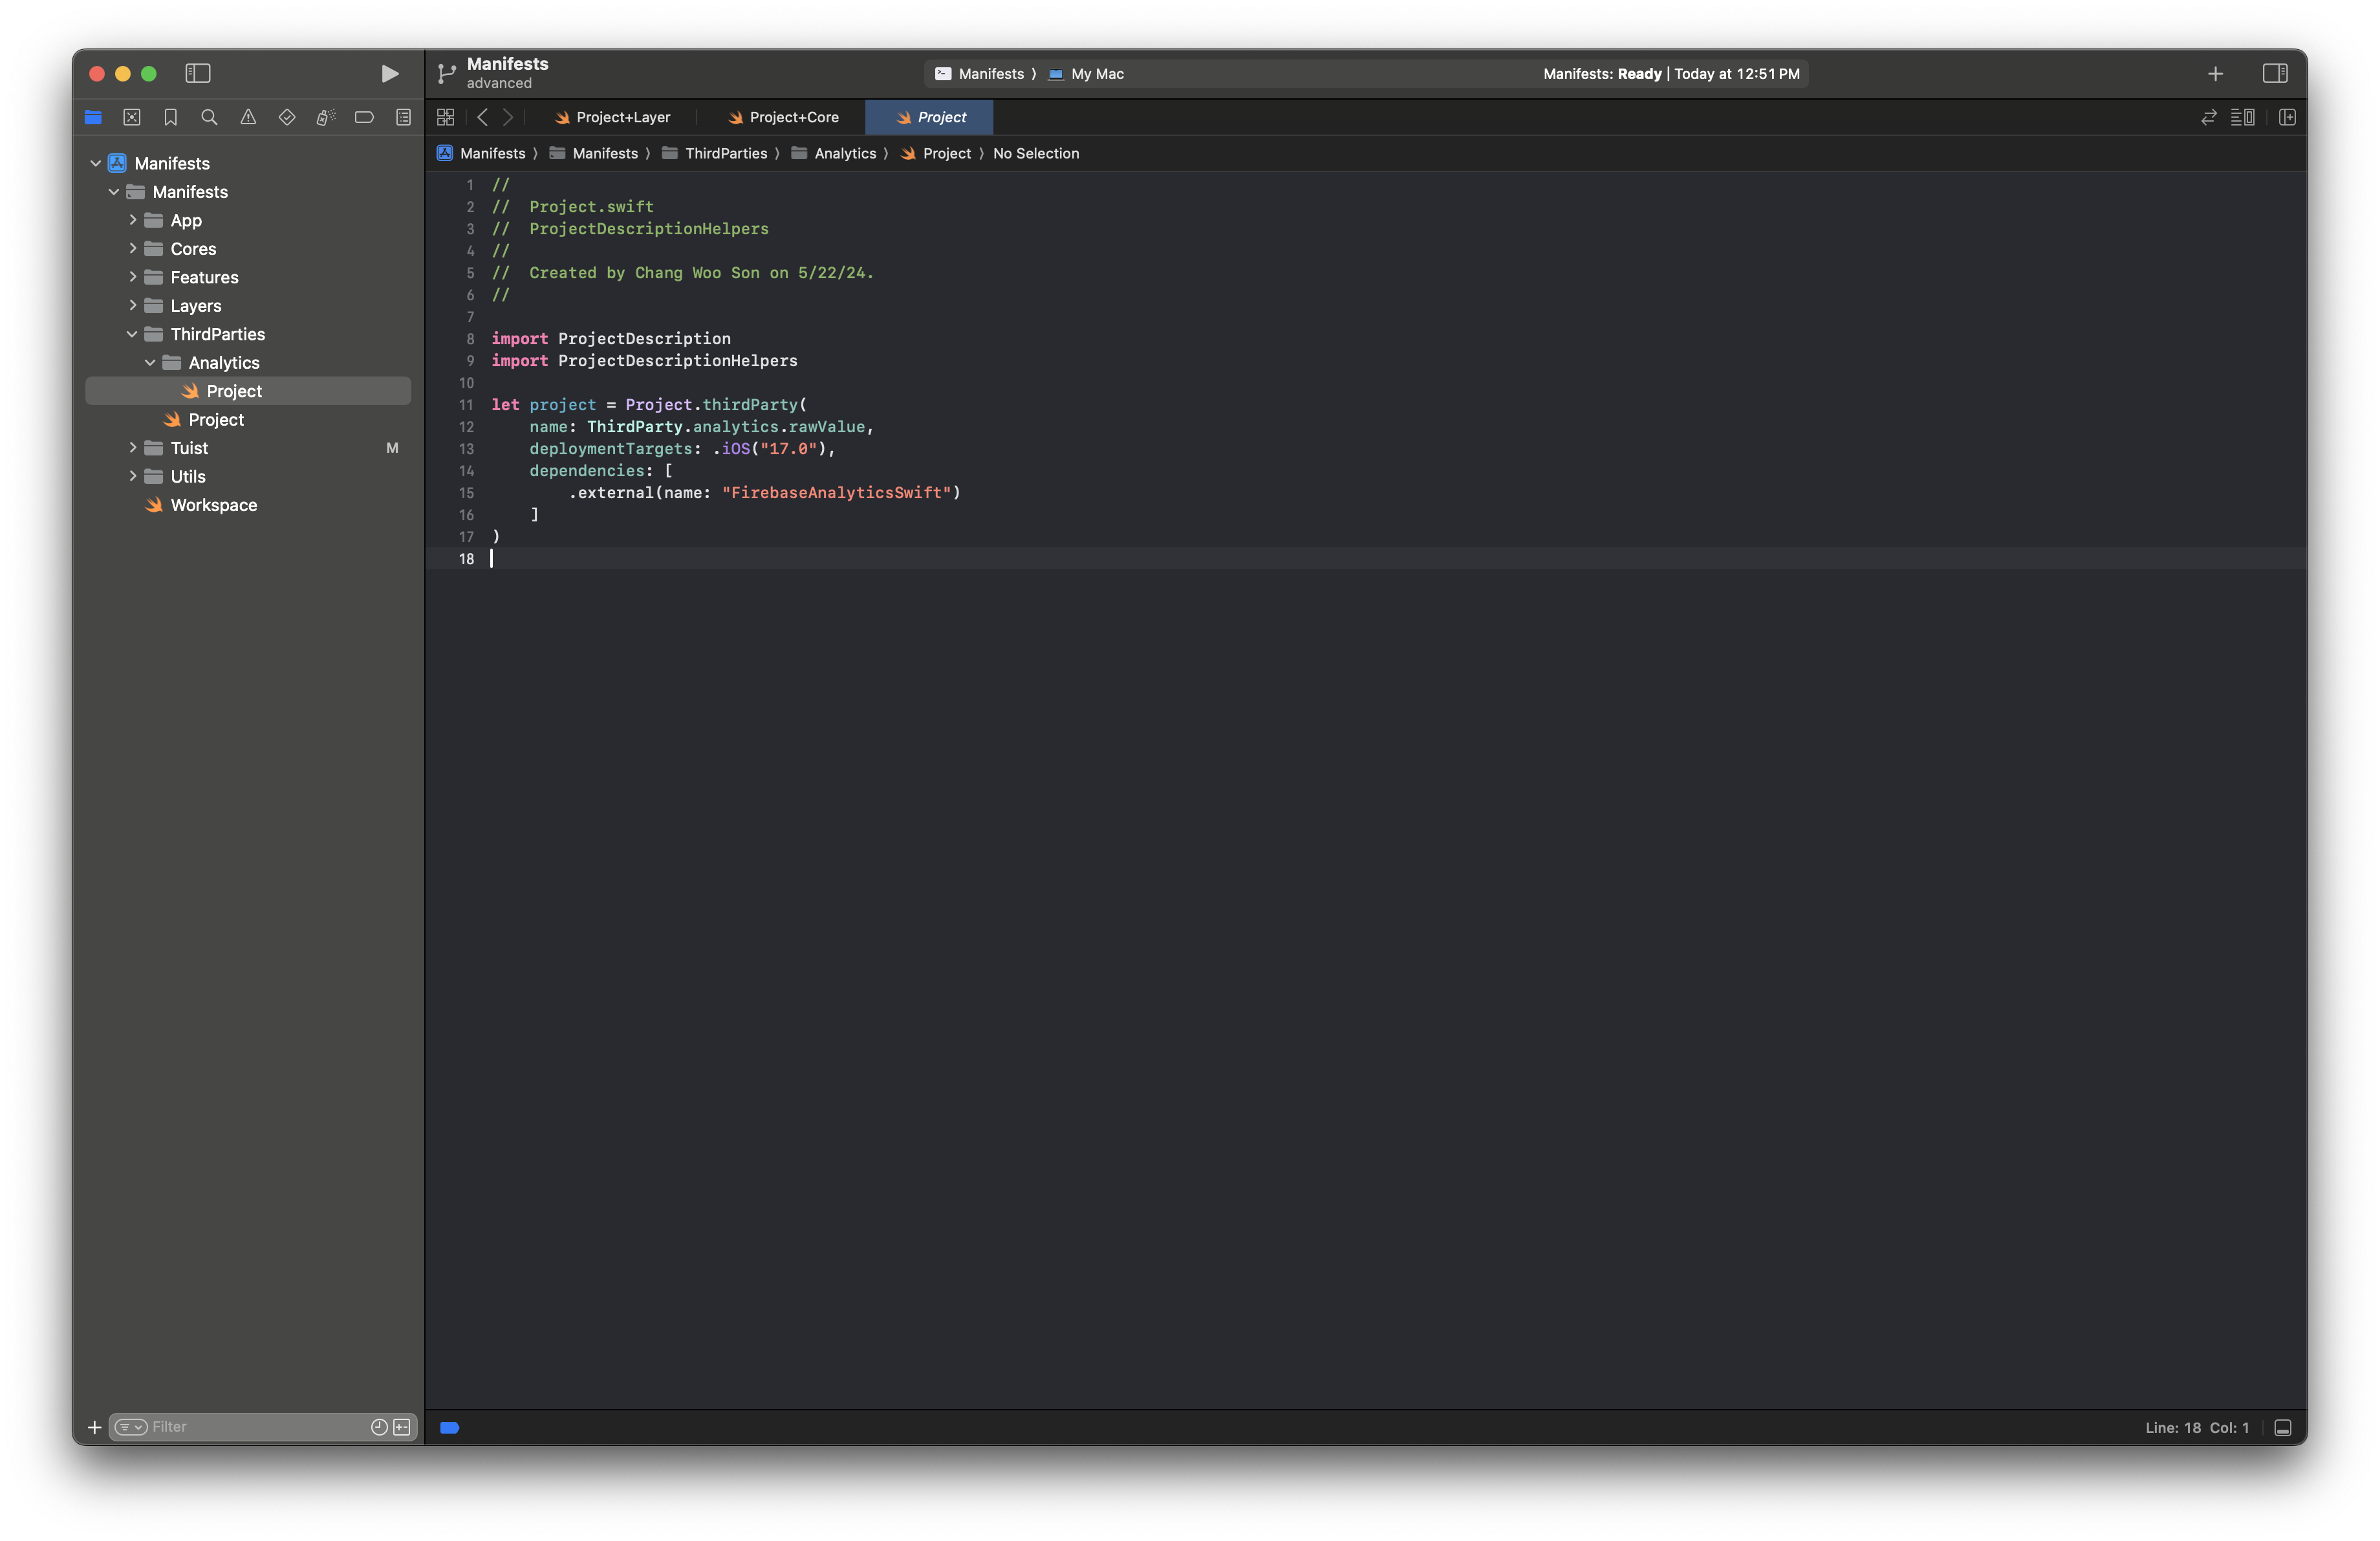 Manifests
advanced
Manifests 〉 My Mac
Manifests: Ready | Today at 12:51 PM
Project+Layer
Project+Core
Project
Manifests 〉 Manifests 〉 ThirdParties 〉 Analytics 〉 Project 〉 No Selection
Manifests
Manifests
App
Cores
Features
Layers
ThirdParties
Analytics
Project
Project
Tuist M
Utils
Workspace
1 //
2 //  Project.swift
3 //  ProjectDescriptionHelpers
4 //
5 //  Created by Chang Woo Son on 5/22/24.
6 //
7
8 import ProjectDescription
9 import ProjectDescriptionHelpers
10
11 let project = Project.thirdParty(
12     name: ThirdParty.analytics.rawValue,
13     deploymentTargets: .iOS("17.0"),
14     dependencies: [
15         .external(name: "FirebaseAnalyticsSwift")
16     ]
17 )
18
Filter
Line: 18 Col: 1